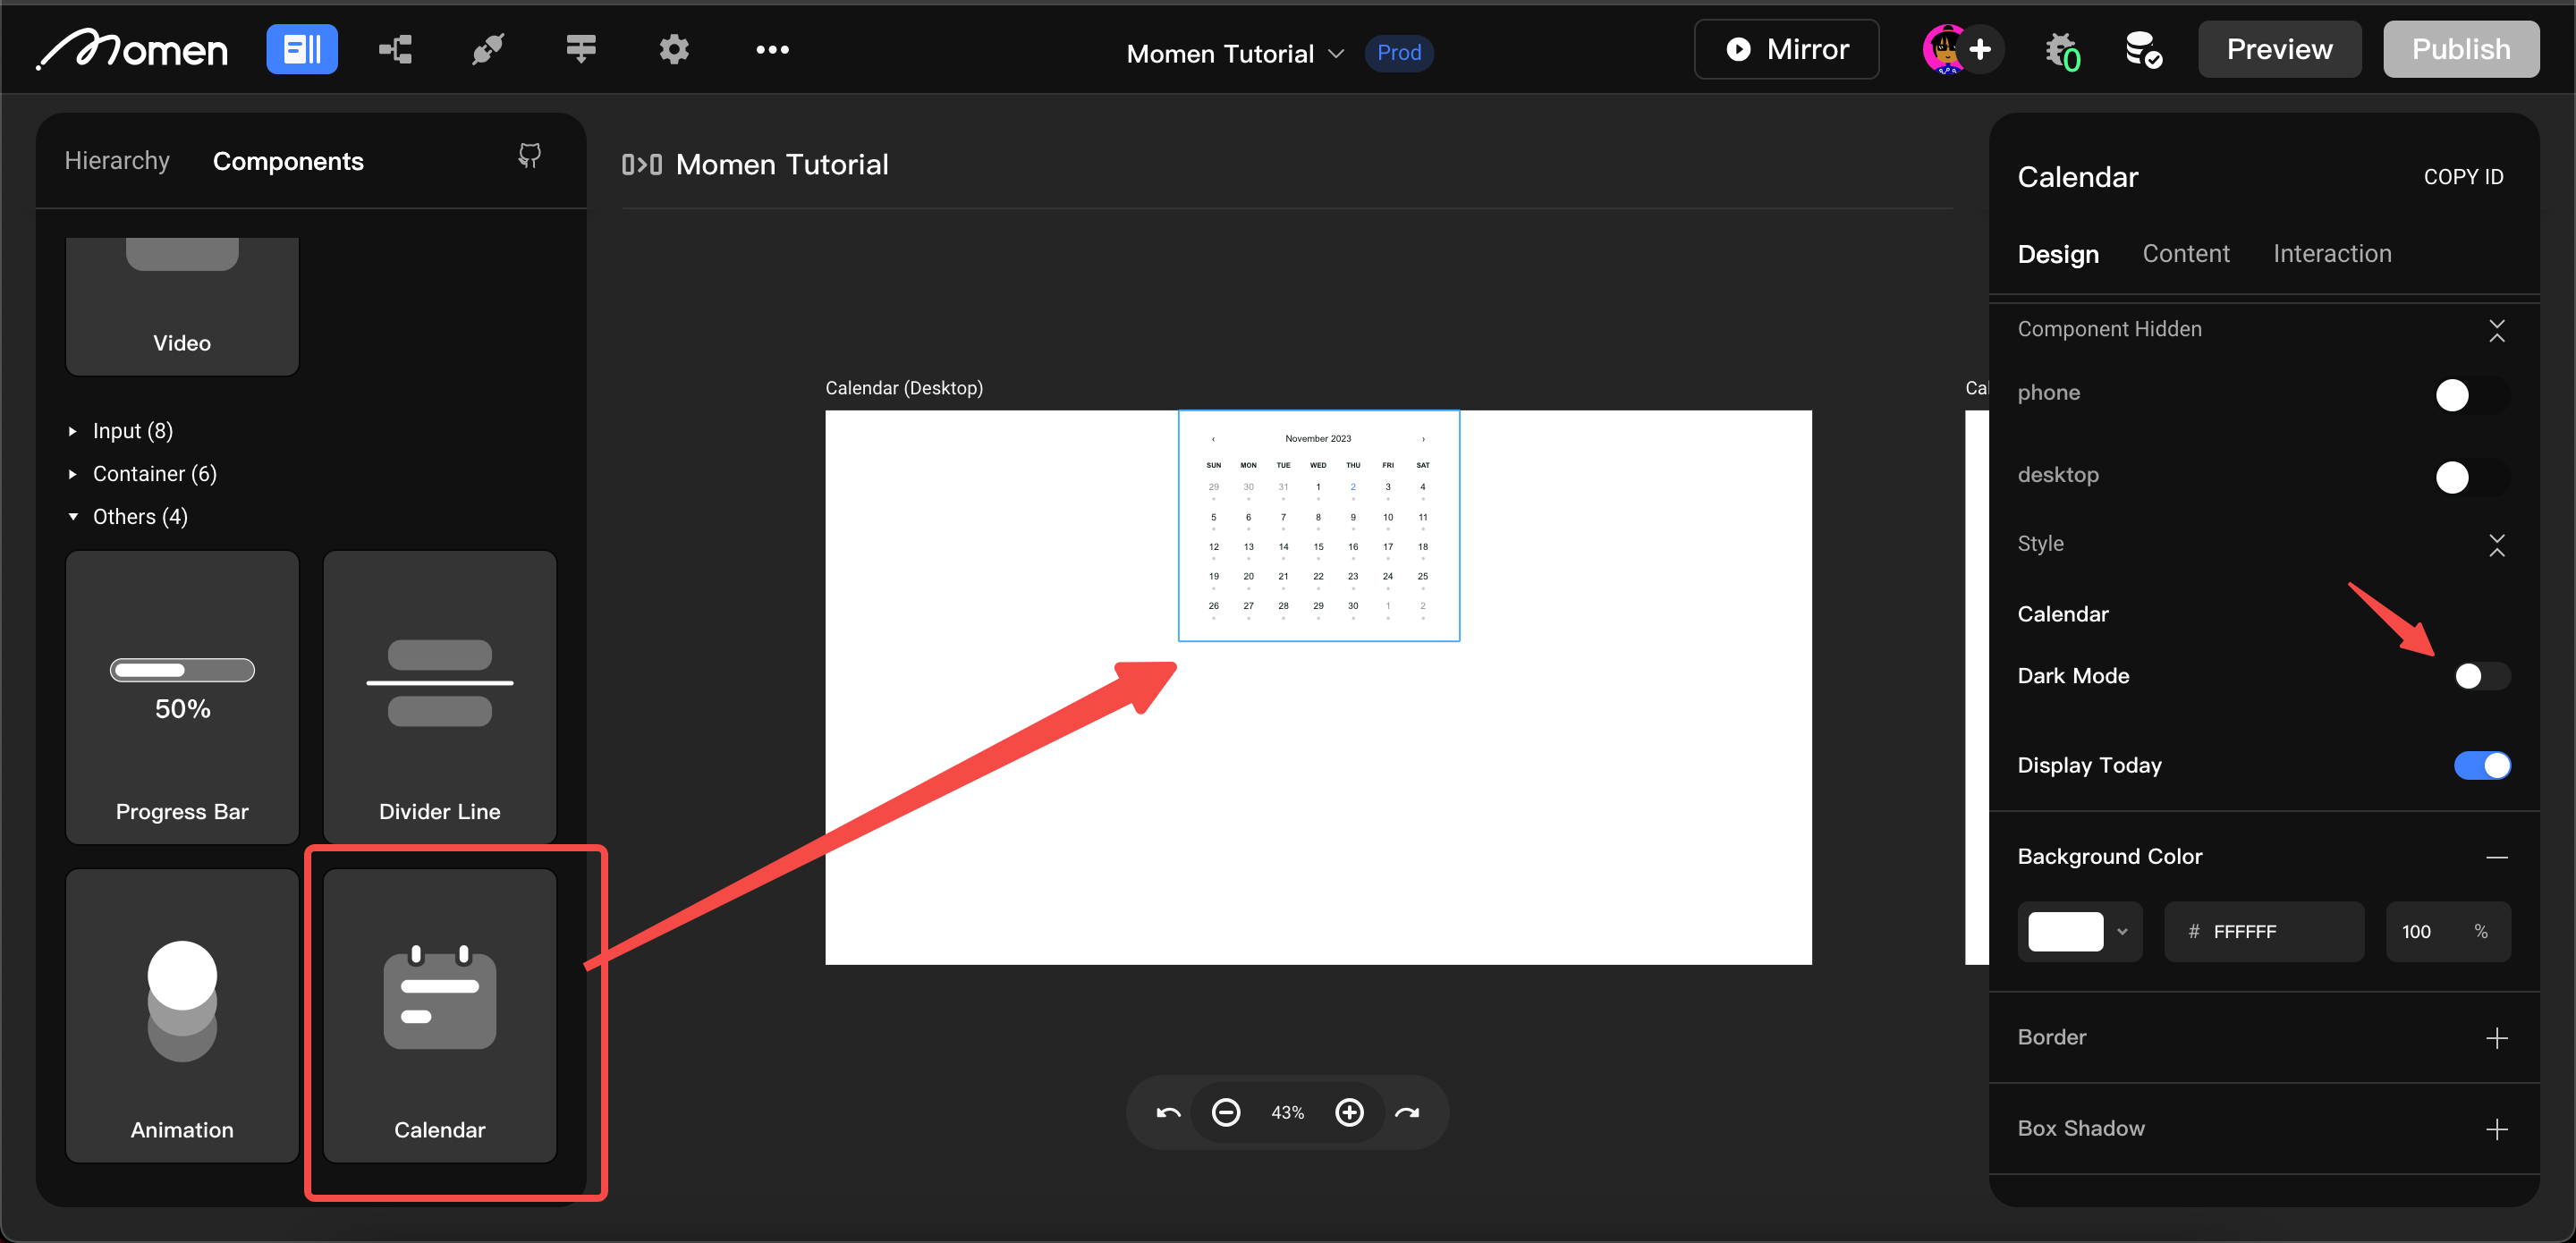 Momen
Momen Tutorial
Prod
Mirror
0
Preview
Publish
Hierarchy
Components
Video
Input (8)
Container (6)
Others (4)
50%
Progress Bar
Divider Line
Animation
Calendar
Momen Tutorial
Calendar (Desktop)
Cal
‹ November 2023 ›
SUN MON TUE WED THU FRI SAT
29 30 31 1 2 3 4
5 6 7 8 9 10 11
12 13 14 15 16 17 18
19 20 21 22 23 24 25
26 27 28 29 30 1 2
43%
Calendar
COPY ID
Design
Content
Interaction
Component Hidden
phone
desktop
Style
Calendar
Dark Mode
Display Today
Background Color
# FFFFFF
100 %
Border
Box Shadow